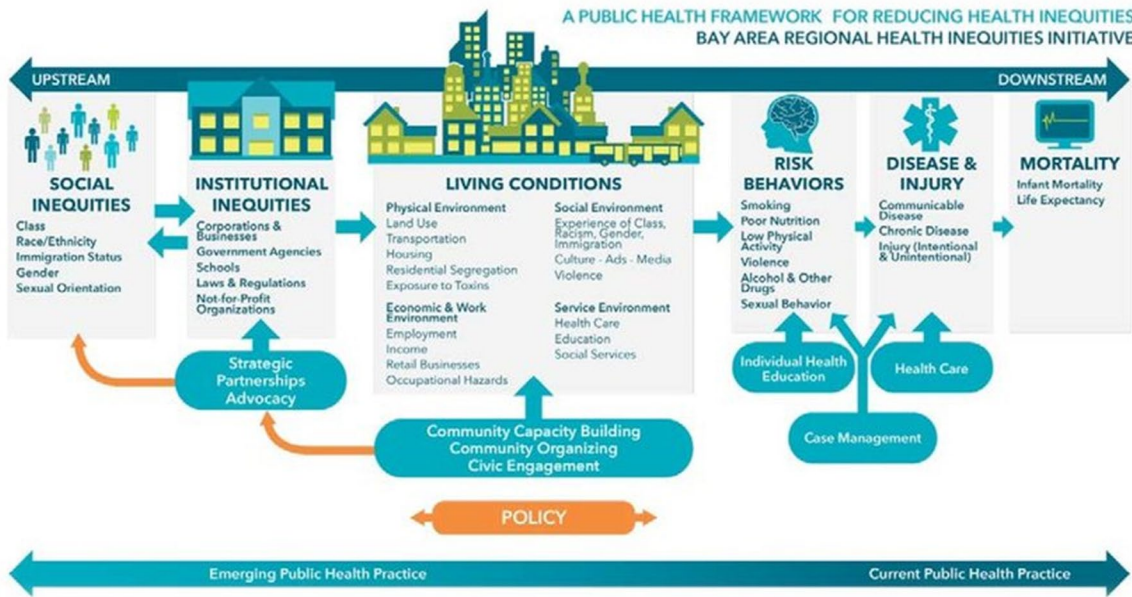 A PUBLIC HEALTH FRAMEWORK FOR REDUCING HEALTH INEQUITIES
BAY AREA REGIONAL HEALTH INEQUITIES INITIATIVE
UPSTREAM
DOWNSTREAM
SOCIAL
INEQUITIES
Class
Race/Ethnicity
Immigration Status
Gender
Sexual Orientation
INSTITUTIONAL
INEQUITIES
Corporations &
Businesses
Government Agencies
Schools
Laws & Regulations
Not-for-Profit
Organizations
LIVING CONDITIONS
Physical Environment
Land Use
Transportation
Housing
Residential Segregation
Exposure to Toxins
Economic & Work
Environment
Employment
Income
Retail Businesses
Occupational Hazards
Social Environment
Experience of Class,
Racism, Gender,
Immigration
Culture - Ads - Media
Violence
Service Environment
Health Care
Education
Social Services
RISK
BEHAVIORS
Smoking
Poor Nutrition
Low Physical
Activity
Violence
Alcohol & Other
Drugs
Sexual Behavior
DISEASE &
INJURY
Communicable
Disease
Chronic Disease
Injury (Intentional
& Unintentional)
MORTALITY
Infant Mortality
Life Expectancy
Strategic
Partnerships
Advocacy
Community Capacity Building
Community Organizing
Civic Engagement
Individual Health
Education
Health Care
Case Management
POLICY
Emerging Public Health Practice
Current Public Health Practice